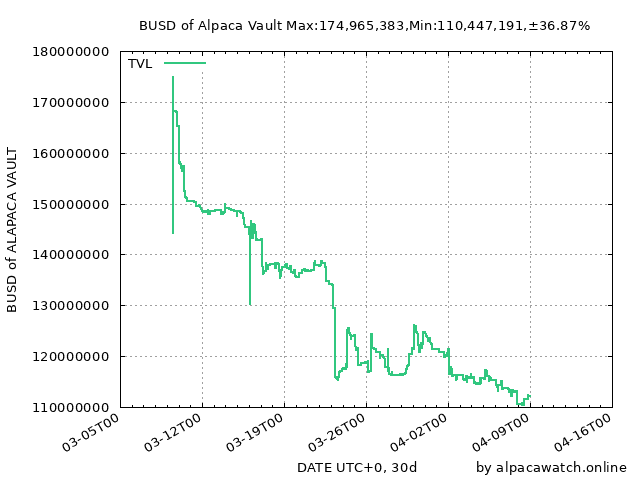 BUSD of Alpaca Vault Max:174,965,383,Min:110,447,191,±36.87%
TVL
180000000
170000000
160000000
150000000
140000000
130000000
120000000
110000000
BUSD of ALAPACA VAULT
03-05T00
03-12T00
03-19T00
03-26T00
04-02T00
04-09T00
04-16T00
DATE UTC+0, 30d
by alpacawatch.online